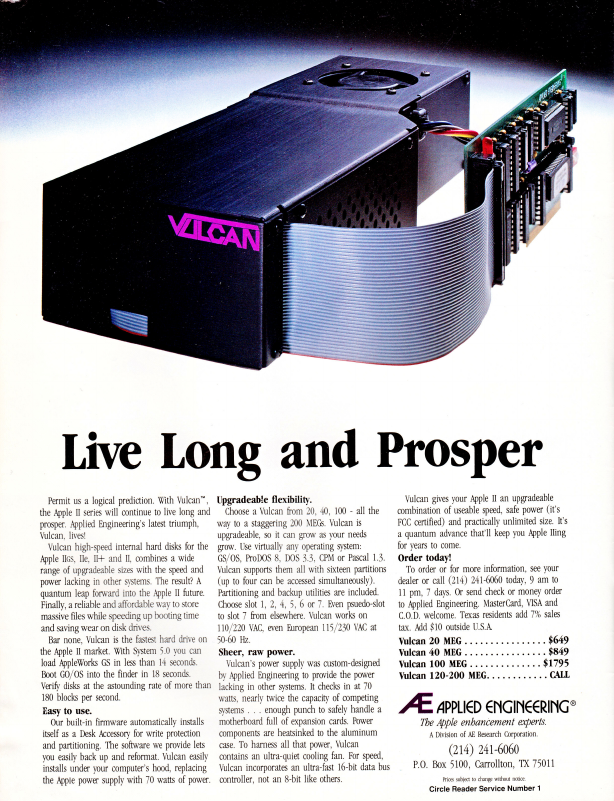 VULCAN
Live Long and Prosper
Permit us a logical prediction. With Vulcan™,
the Apple II series will continue to live long and
prosper. Applied Engineering's latest triumph,
Vulcan, lives!
Vulcan high-speed internal hard disks for the
Apple IIGS, IIe, II+ and II, combines a wide
range of upgradeable sizes with the speed and
power lacking in other systems. The result? A
quantum leap forward into the Apple II future.
Finally, a reliable and affordable way to store
massive files while speeding up booting time
and saving wear on disk drives.
Bar none, Vulcan is the fastest hard drive on
the Apple II market. With System 5.0 you can
load AppleWorks GS in less than 14 seconds.
Boot GO/OS into the finder in 18 seconds.
Verify disks at the astounding rate of more than
180 blocks per second.
Easy to use.
Our built-in firmware automatically installs
itself as a Desk Accessory for write protection
and partitioning. The software we provide lets
you easily back up and reformat. Vulcan easily
installs under your computer's hood, replacing
the Apple power supply with 70 watts of power.
Upgradeable flexibility.
Choose a Vulcan from 20, 40, 100 - all the
way to a staggering 200 MEGs. Vulcan is
upgradeable, so it can grow as your needs
grow. Use virtually any operating system:
GS/OS, ProDOS 8, DOS 3.3, CPM or Pascal 1.3.
Vulcan supports them all with sixteen partitions
(up to four can be accessed simultaneously).
Partitioning and backup utilities are included.
Choose slot 1, 2, 4, 5, 6 or 7. Even psuedo-slot
to slot 7 from elsewhere. Vulcan works on
110/220 VAC, even European 115/230 VAC at
50-60 Hz.
Sheer, raw power.
Vulcan's power supply was custom-designed
by Applied Engineering to provide the power
lacking in other systems. It checks in at 70
watts, nearly twice the capacity of competing
systems . . . enough punch to safely handle a
motherboard full of expansion cards. Power
components are heatsinked to the aluminum
case. To harness all that power, Vulcan
contains an ultra-quiet cooling fan. For speed,
Vulcan incorporates an ultra-fast 16-bit data bus
controller, not an 8-bit like others.
Vulcan gives your Apple II an upgradeable
combination of useable speed, safe power (it's
FCC certified) and practically unlimited size. It's
a quantum advance that'll keep you Apple IIing
for years to come.
Order today!
To order or for more information, see your
dealer or call (214) 241-6060 today, 9 am to
11 pm, 7 days. Or send check or money order
to Applied Engineering. MasterCard, VISA and
C.O.D. welcome. Texas residents add 7% sales
tax. Add $10 outside U.S.A.
Vulcan 20 MEG . . . . . . . . . . . . . . . $649
Vulcan 40 MEG . . . . . . . . . . . . . . . $849
Vulcan 100 MEG . . . . . . . . . . . . . $1795
Vulcan 120-200 MEG. . . . . . . . . . . CALL
AE APPLIED ENGINEERING®
The Apple enhancement experts.
A Division of AE Research Corporation.
(214) 241-6060
P.O. Box 5100, Carrollton, TX 75011
Prices subject to change without notice.
Circle Reader Service Number 1